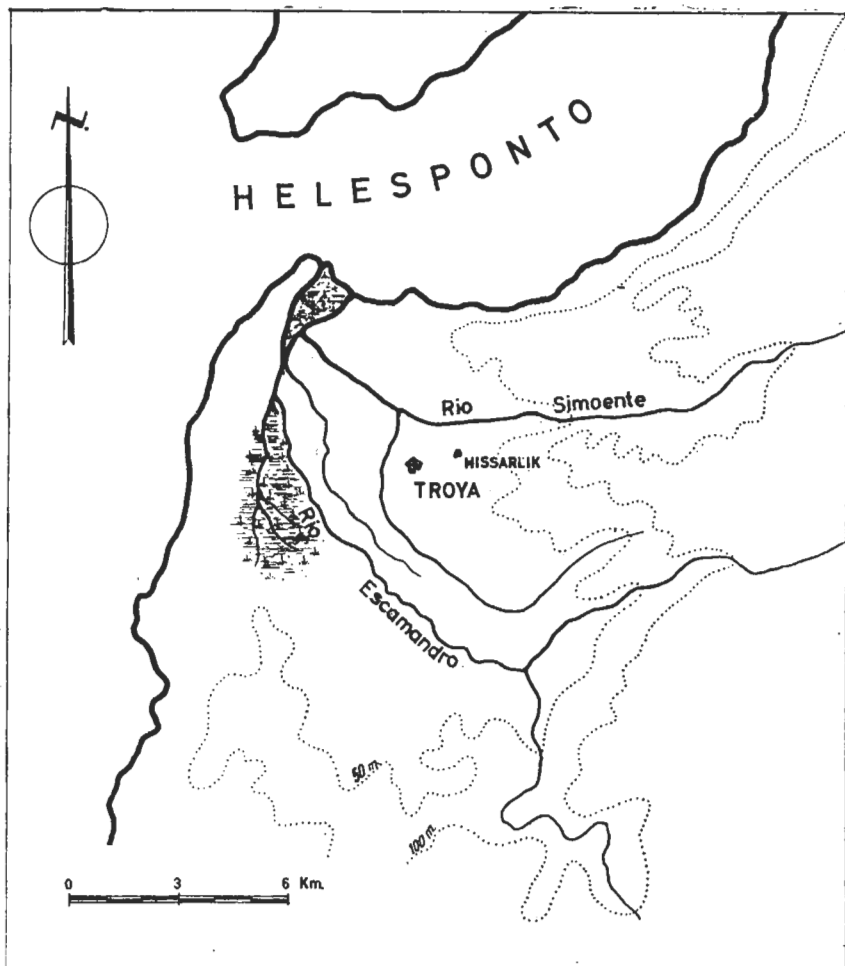 N.
HELESPONTO
Rio Simoente
HISSARLIK
TROYA
Rio
Escamandro
50 m.
100 m.
0 3 6 Km.